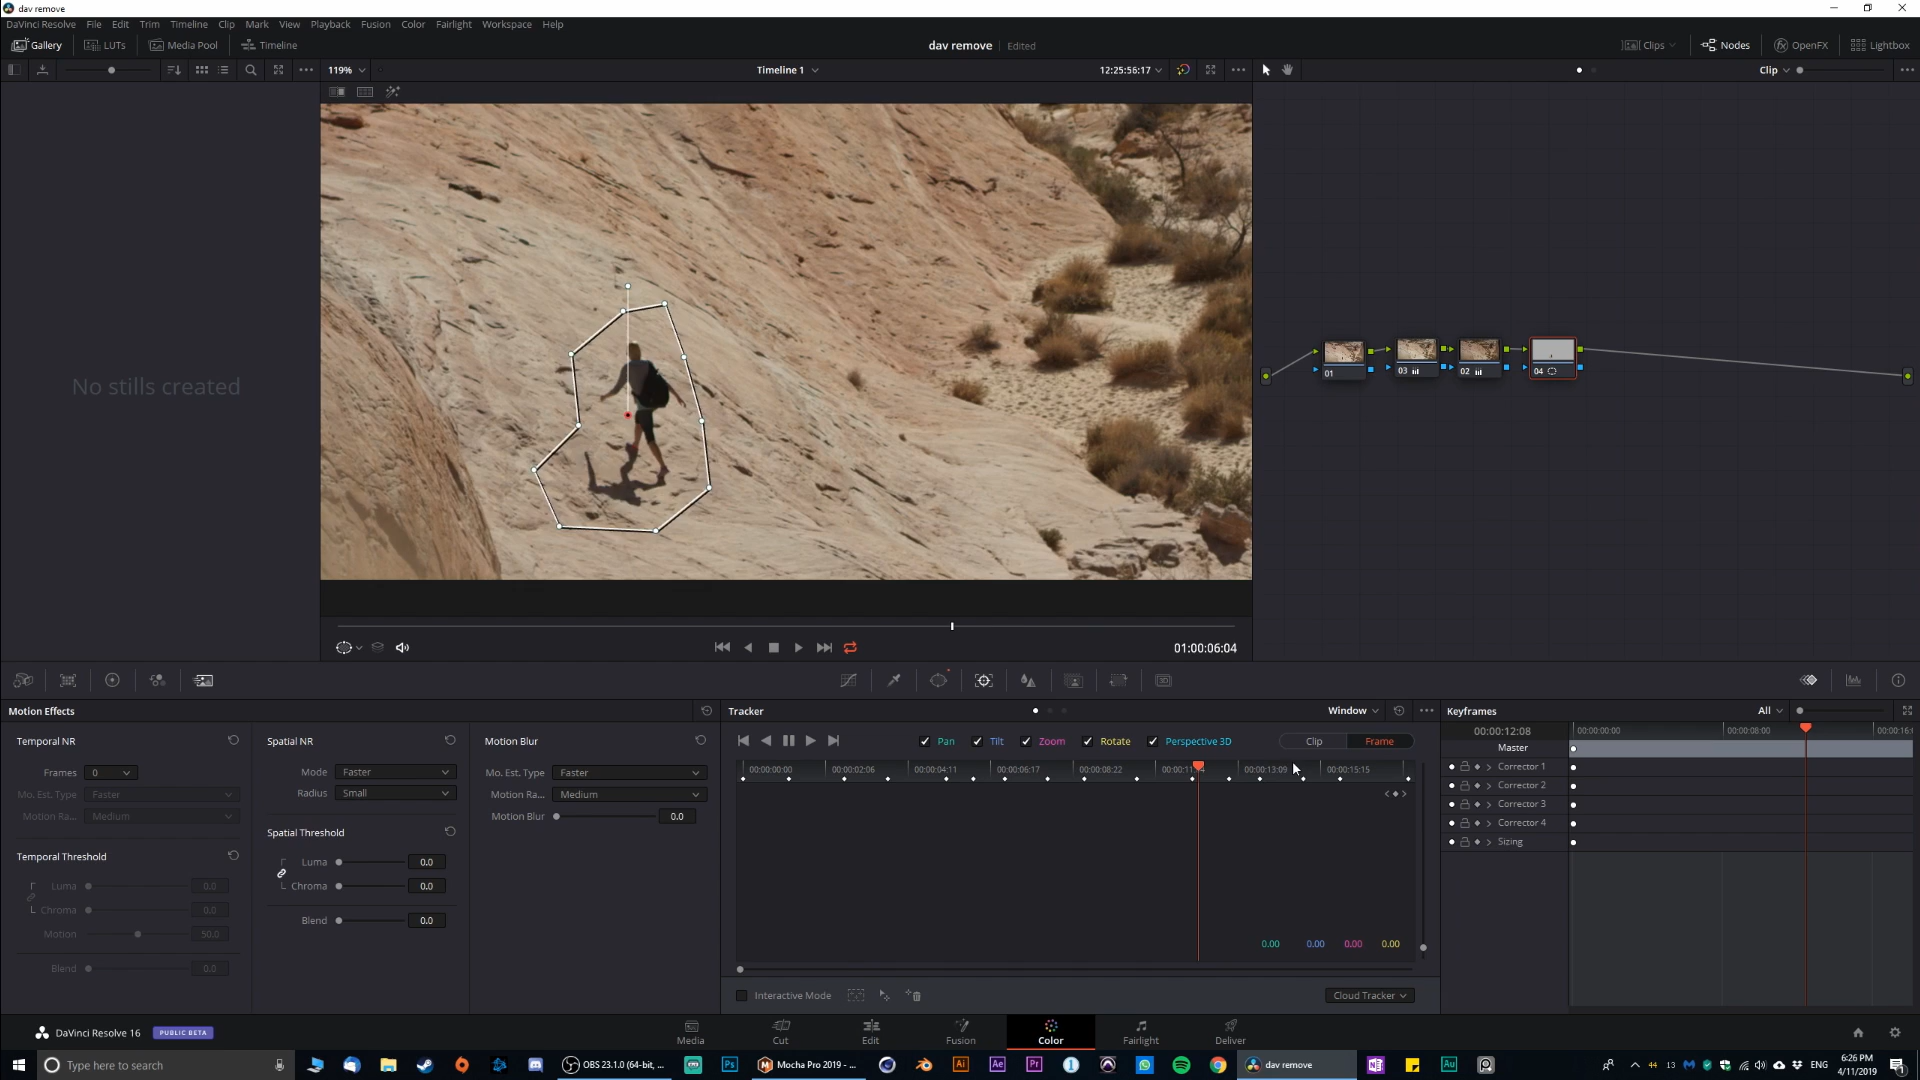 dav remove
DaVinci Resolve File Edit Trim Timeline Clip Mark View Playback Fusion Color Fairlight Workspace Help
Gallery LUTs Media Pool Timeline dav remove Edited Clips Nodes OpenFX Lightbox
119% Timeline 1 12:25:56:17 Clip
No stills created
01 03 02 04
01:00:06:04
Motion Effects Tracker Window Keyframes All
Temporal NR Spatial NR Motion Blur Pan Tilt Zoom Rotate Perspective 3D Clip Frame
00:00:12:08 00:00:00:00 00:00:08:00 00:00:16:
Master
Frames 0 Mode Faster Mo. Est. Type Faster 00:00:00:00 00:00:02:06 00:00:04:11 00:00:06:17 00:00:08:22 00:00:13:09 00:00:15:15 Corrector 1
Mo. Est. Type Faster Radius Small Motion Ra... Medium Corrector 2
Motion Ra... Medium Motion Blur 0.0 Corrector 3
Spatial Threshold Corrector 4
Sizing
Temporal Threshold
Luma 0.0
Luma 0.0 Chroma 0.0
Chroma 0.0
Blend 0.0
Motion 50.0 0.00 0.00 0.00 0.00
Blend 0.0
Interactive Mode Cloud Tracker
DaVinci Resolve 16 PUBLIC BETA Media Cut Edit Fusion Color Fairlight Deliver
Type here to search OBS 23.1.0 (64-bit, ... Ps Mocha Pro 2019 - ... Ai Ae Pr dav remove Au 44 13 ENG 6:26 PM
4/11/2019